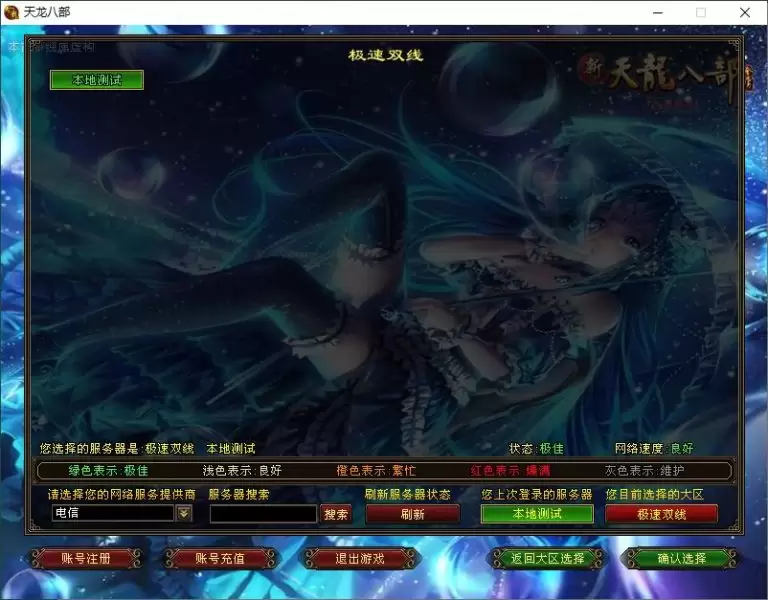 天龙八部
极速双线
新天龍八部
本地测试
您选择的服务器是:极速双线 本地测试 状态:极佳 网络速度:良好
绿色表示:极佳 浅色表示:良好 橙色表示:繁忙 红色表示:爆满 灰色表示:维护
请选择您的网络服务提供商 服务器搜索 刷新服务器状态 您上次登录的服务器 您目前选择的大区
电信 搜索 刷新 本地测试 极速双线
账号注册 账号充值 退出游戏 返回大区选择 确认选择